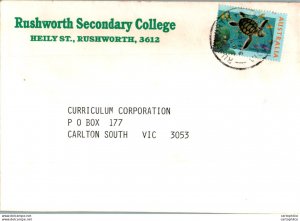 Rushworth Secondary College
HEILY ST., RUSHWORTH, 3612
AUSTRALIA
CURRICULUM CORPORATION
P O BOX 177
CARLTON SOUTH VIC 3053